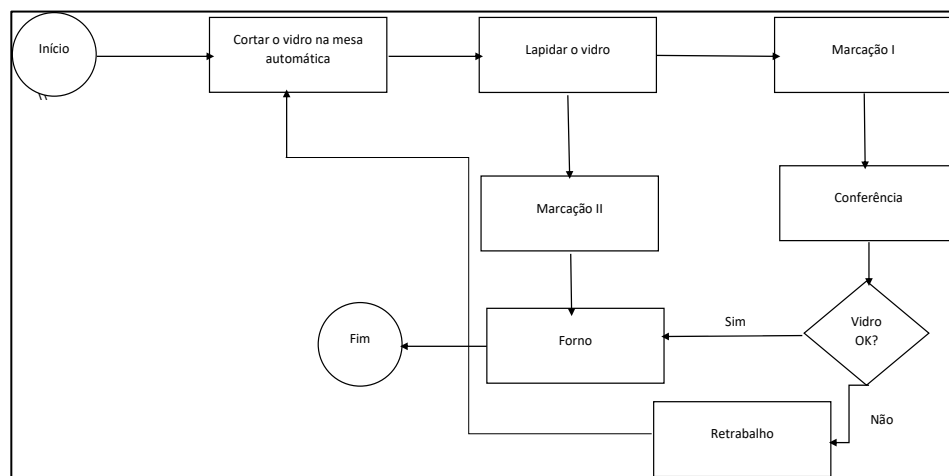 Início
Cortar o vidro na mesa
automática
Lapidar o vidro
Marcação I
Marcação II
Conferência
Fim
Forno
Sim
Vidro
OK?
Não
Retrabalho